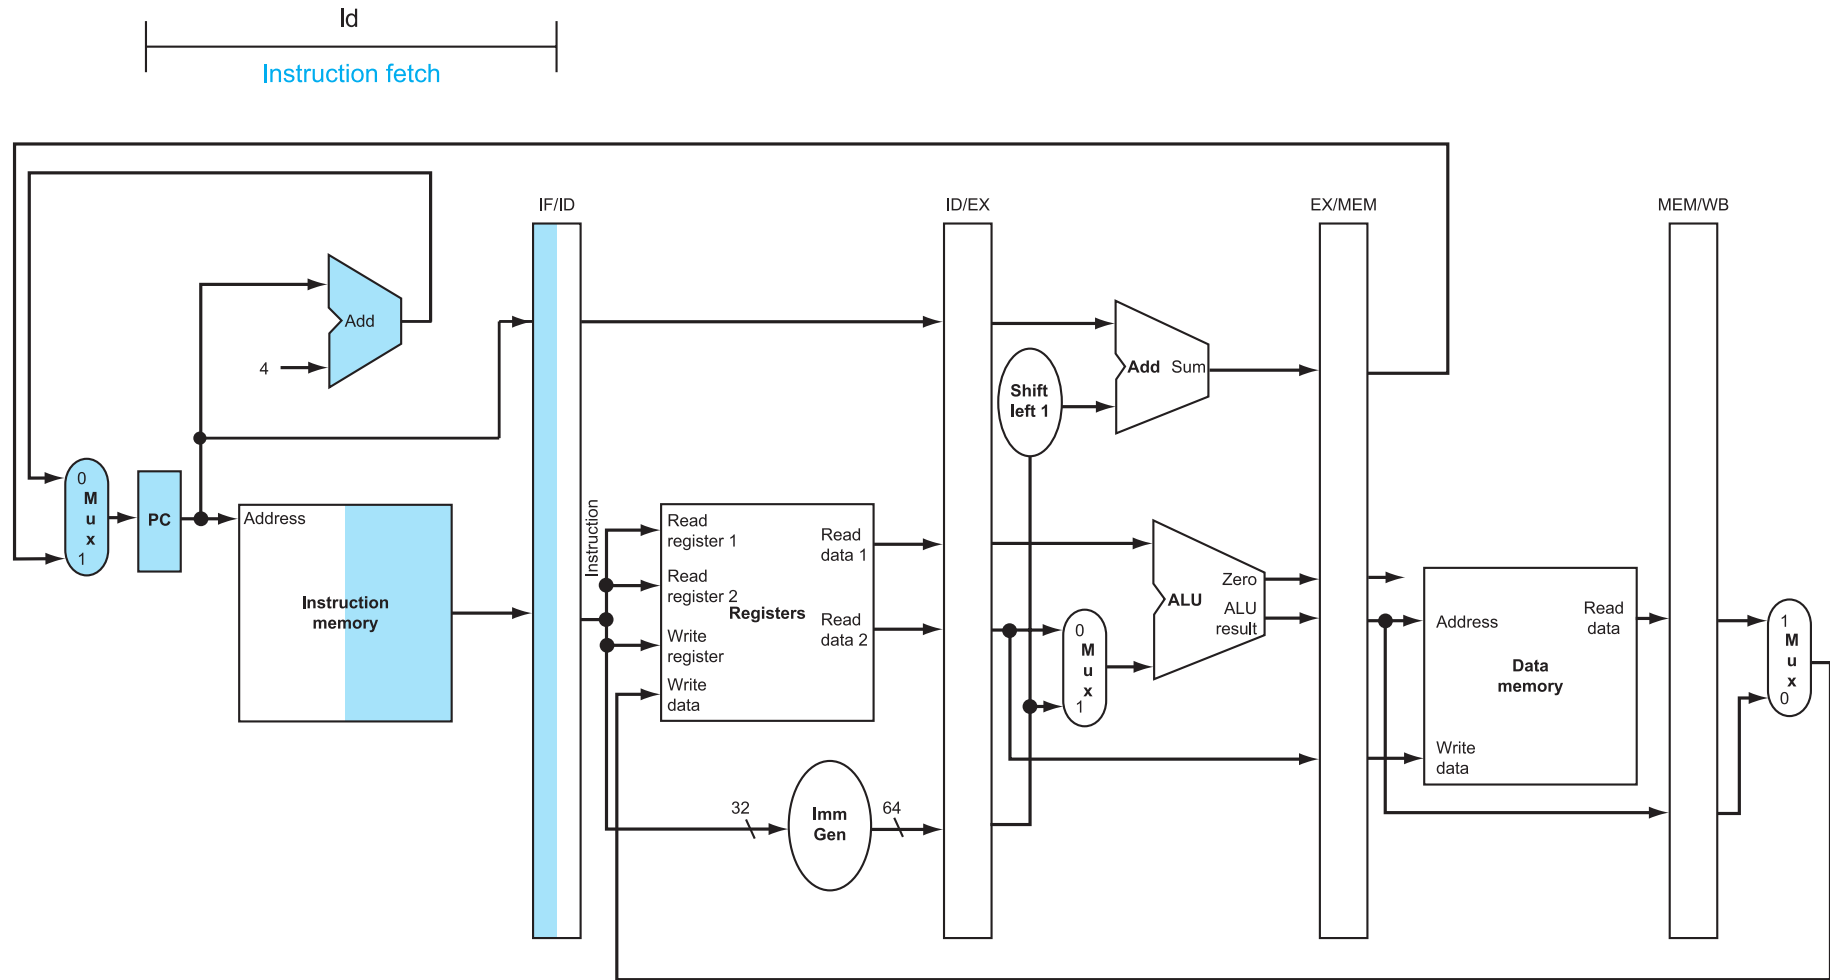 ld
Instruction fetch
IF/ID
ID/EX
EX/MEM
MEM/WB
Add
4
Add Sum
Shift
left 1
0
M
u
x
1
PC
Address
Instruction
memory
Instruction
Read
register 1
Read
register 2
Write
register
Write
data
Registers
Read
data 1
Read
data 2
0
M
u
x
1
Zero
ALU
ALU
result
Address
Read
data
Data
memory
Write
data
1
M
u
x
0
32
Imm
Gen
64